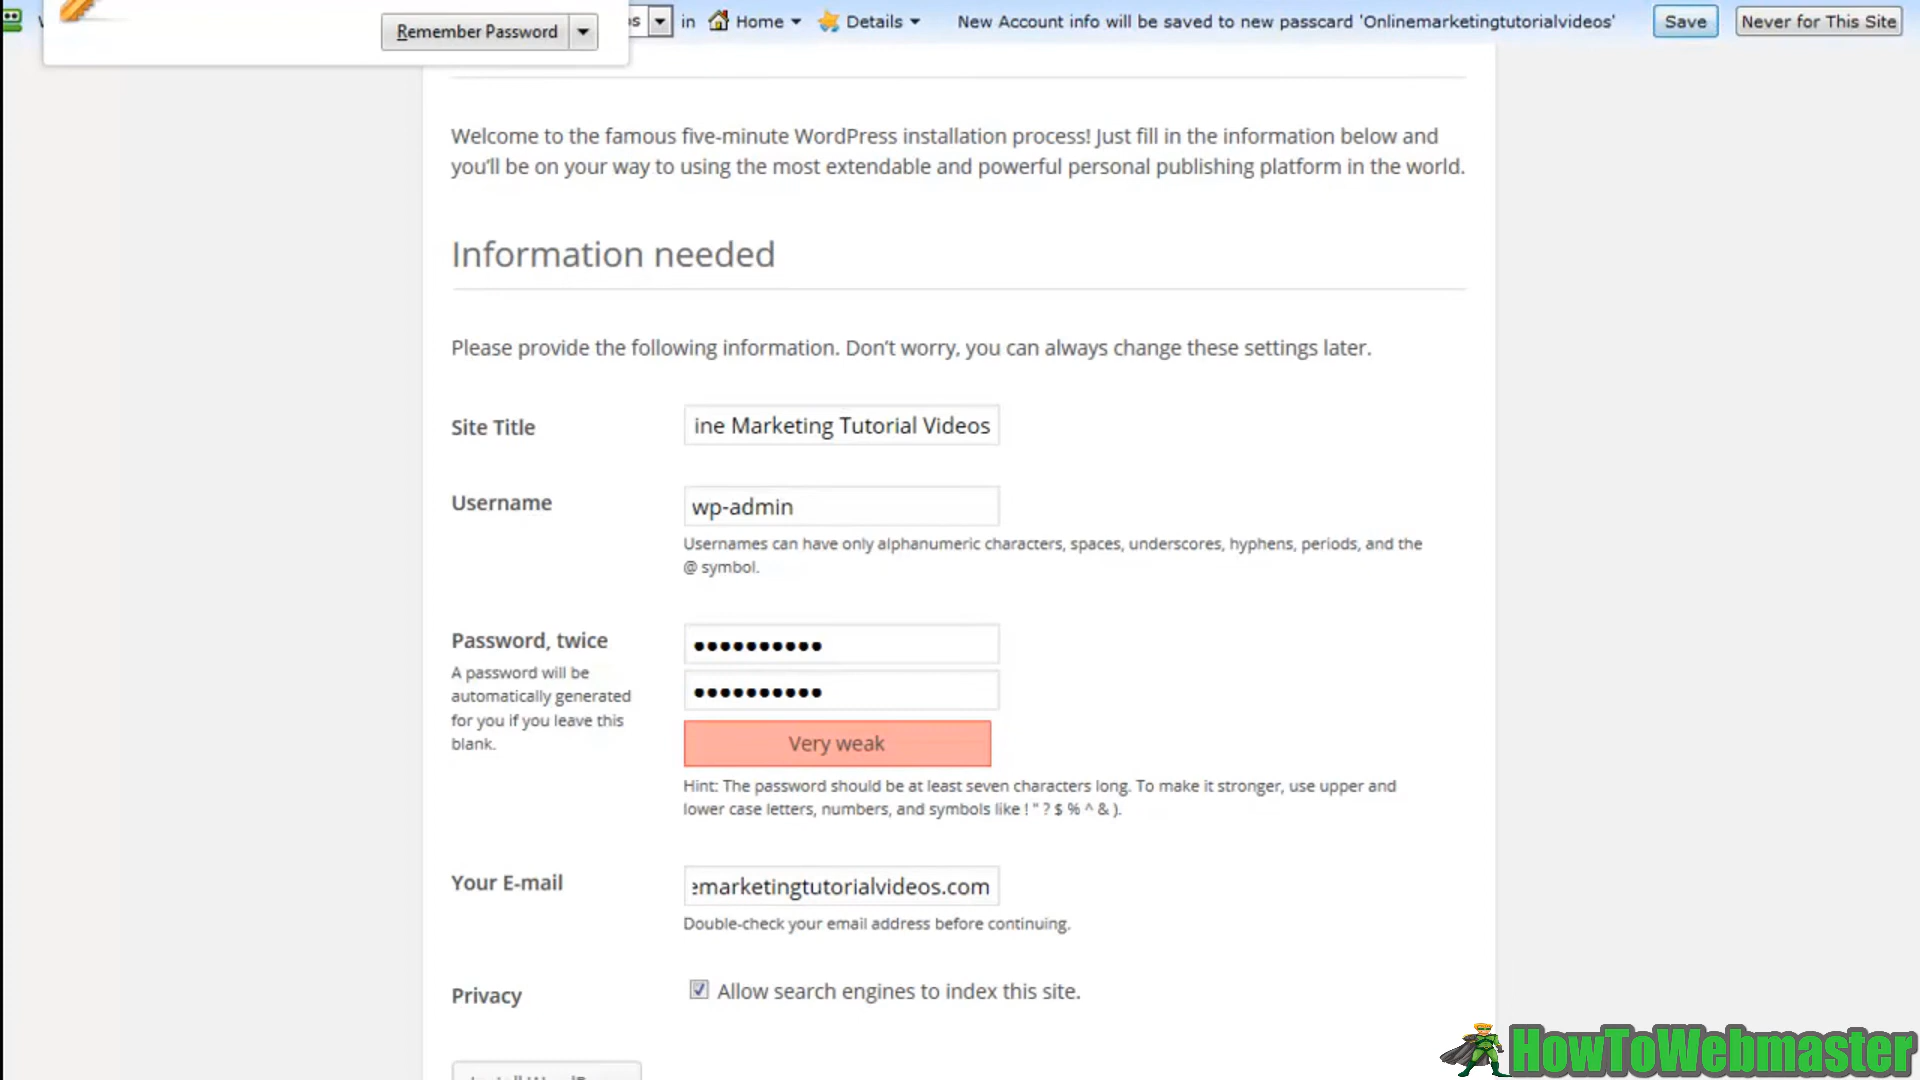 Remember Password
s in Home Details New Account info will be saved to new passcard 'Onlinemarketingtutorialvideos' Save Never for This Site
Welcome to the famous five-minute WordPress installation process! Just fill in the information below and
you'll be on your way to using the most extendable and powerful personal publishing platform in the world.
Information needed
Please provide the following information. Don't worry, you can always change these settings later.
Site Title ine Marketing Tutorial Videos
Username wp-admin
Usernames can have only alphanumeric characters, spaces, underscores, hyphens, periods, and the
@ symbol.
Password, twice
A password will be
automatically generated
for you if you leave this
blank.
●●●●●●●●●●
●●●●●●●●●●
Very weak
Hint: The password should be at least seven characters long. To make it stronger, use upper and
lower case letters, numbers, and symbols like ! " ? $ % ^ & ).
Your E-mail emarketingtutorialvideos.com
Double-check your email address before continuing.
Privacy Allow search engines to index this site.
HowToWebmaster